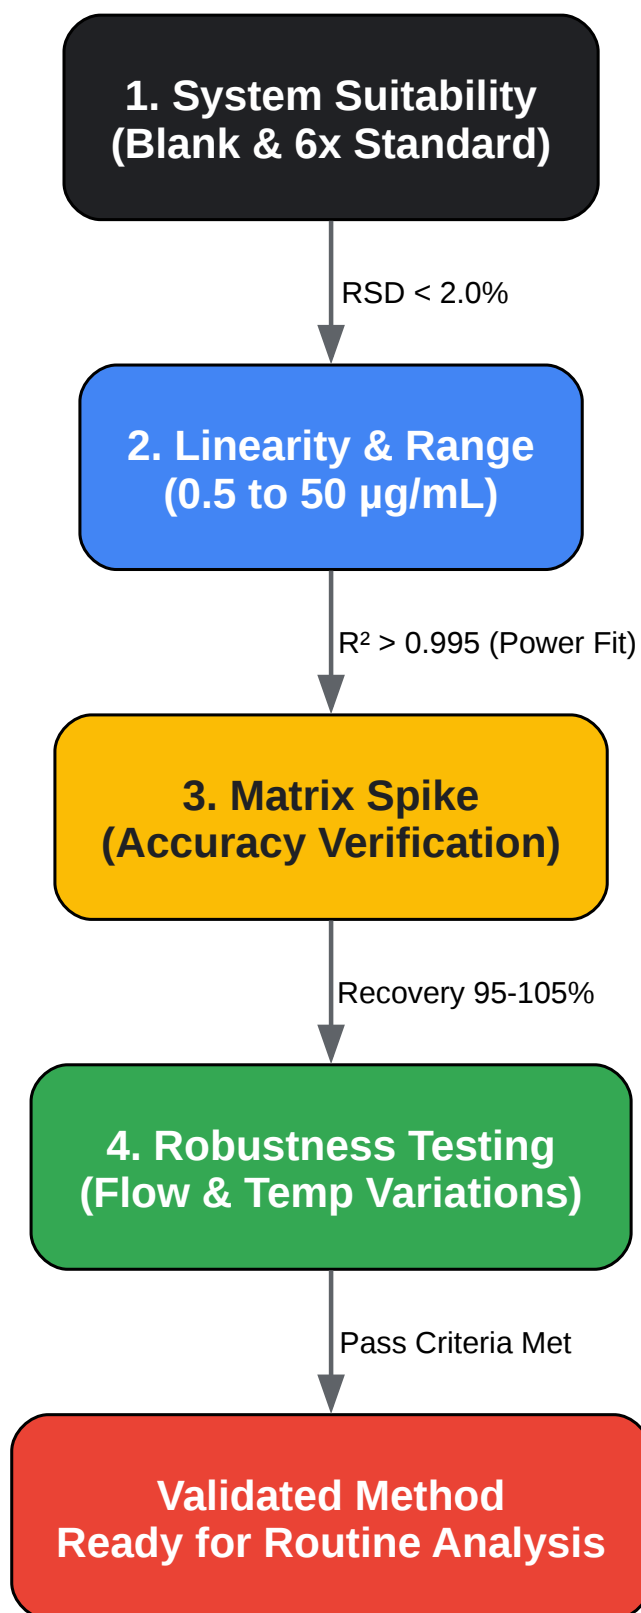 1. System Suitability
(Blank & 6x Standard)
RSD < 2.0%
2. Linearity & Range
(0.5 to 50 µg/mL)
R² > 0.995 (Power Fit)
3. Matrix Spike
(Accuracy Verification)
Recovery 95-105%
4. Robustness Testing
(Flow & Temp Variations)
Pass Criteria Met
Validated Method
Ready for Routine Analysis